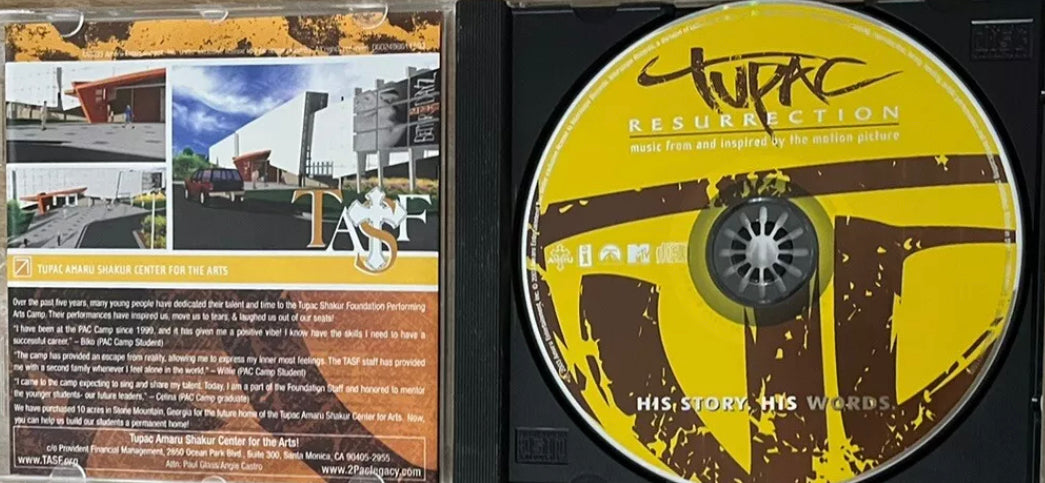 TASF
TUPAC AMARU SHAKUR CENTER FOR THE ARTS
Over the past five years, many young people have dedicated their talent and time to the Tupac Shakur Foundation Performing
Arts Camp. Their performances have inspired us, move us to tears, & laughed us out of our seats!
"I have been at the PAC Camp since 1999, and it has given me a positive vibe! I know have the skills I need to have a
successful career." – Biko (PAC Camp Student)
"The camp has provided an escape from reality, allowing me to express my inner most feelings. The TASF staff has provided
me with a second family whenever I feel alone in the world." – (PAC Camp Student)
"I came to the camp expecting to sing and share my talent. Today, I am a part of the Foundation Staff and honored to mentor
the younger students- our future leaders." – Celina (PAC Camp graduate)
We have purchased 10 acres in Stone Mountain, Georgia for the future home of the Tupac Amaru Shakur Center for Arts. Now,
you can help us build our students a permanent home!
Tupac Amaru Shakur Center for the Arts!
c/o Provident Financial Management, 2850 Ocean Park Blvd., Suite 300, Santa Monica, CA 90405-2955
Attn: Paul Glass/Angie Castro
www.TASF.org
www.2Paclegacy.com
TUPAC
RESURRECTION
music from and inspired by the motion picture
MTV
HIS STORY. HIS WORDS.